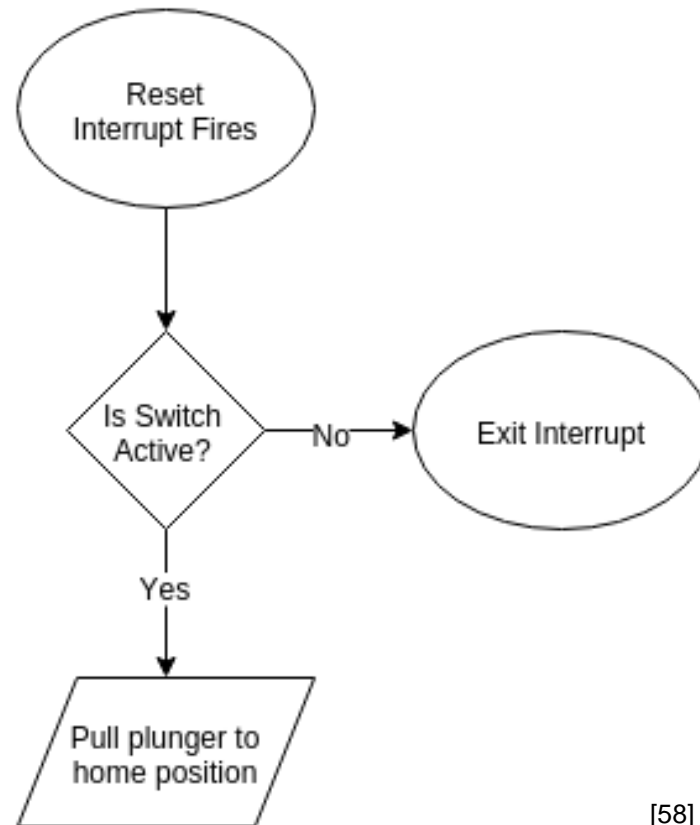 Reset
Interrupt Fires
Is Switch
Active?
No
Exit Interrupt
Yes
Pull plunger to
home position
[58]